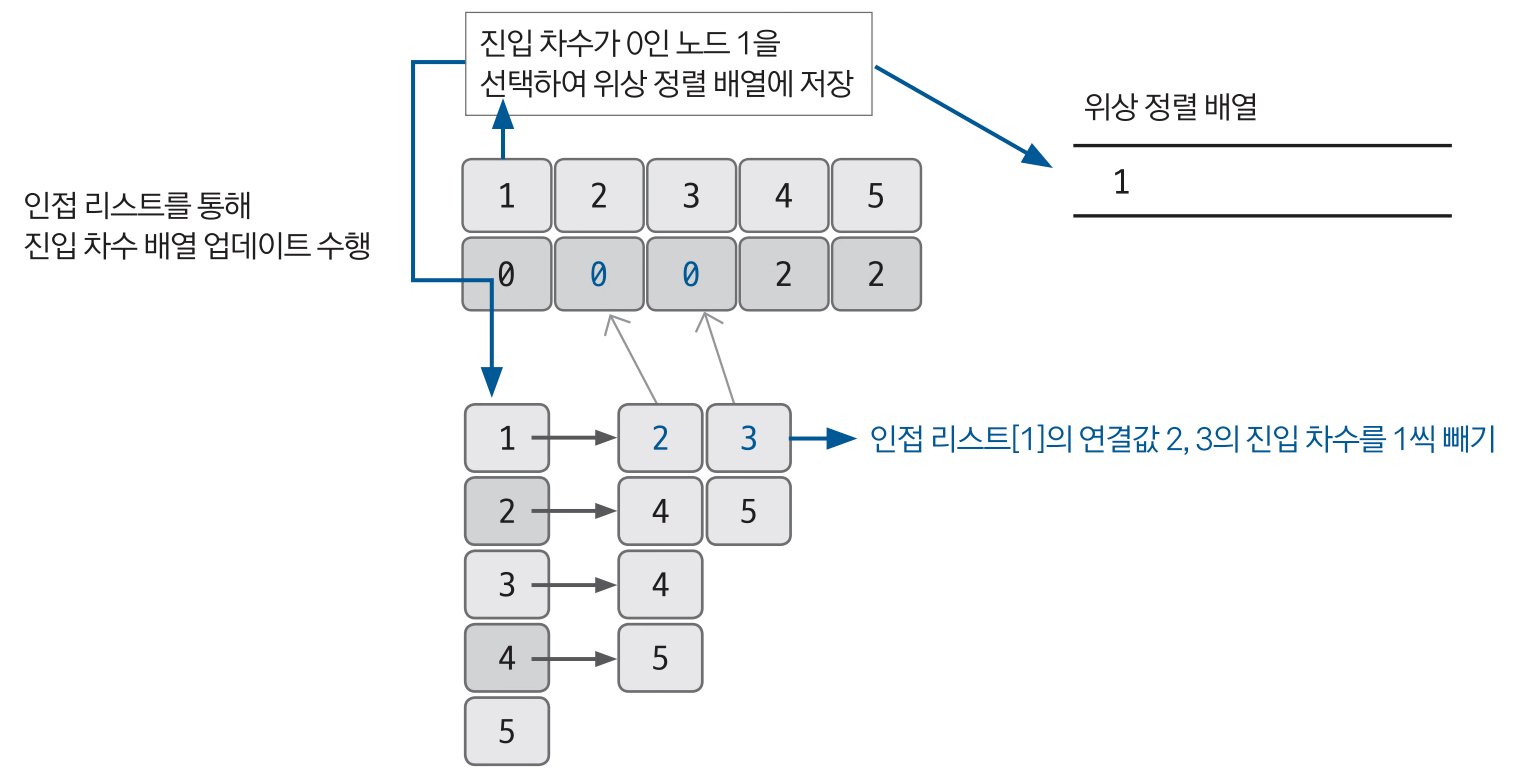 진입 차수가 0인 노드 1을
선택하여 위상 정렬 배열에 저장
위상 정렬 배열
1
인접 리스트를 통해
진입 차수 배열 업데이트 수행
1 2 3 4 5
0 0 0 2 2
1 2 3
인접 리스트[1]의 연결값 2, 3의 진입 차수를 1씩 빼기
2 4 5
3 4
4 5
5